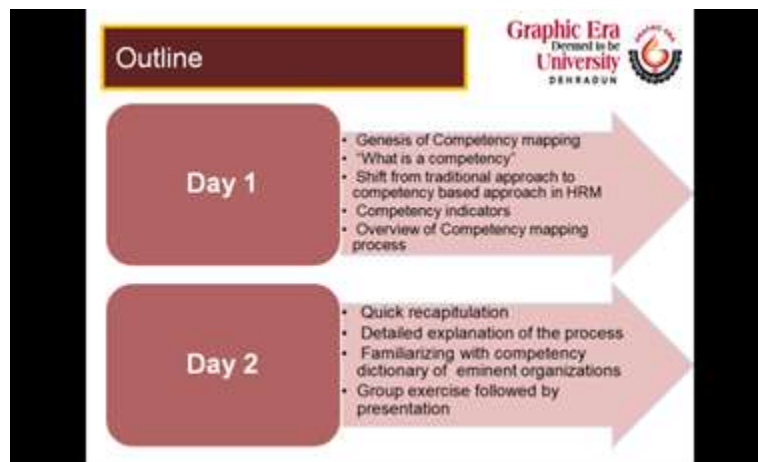 Outline
Graphic Era
Deemed to be
University
DEHRADUN
Day 1
• Genesis of Competency mapping
• "What is a competency"
• Shift from traditional approach to
competency based approach in HRM
• Competency indicators
• Overview of Competency mapping
process
Day 2
• Quick recapitulation
• Detailed explanation of the process
• Familiarizing with competency
dictionary of eminent organizations
• Group exercise followed by
presentation